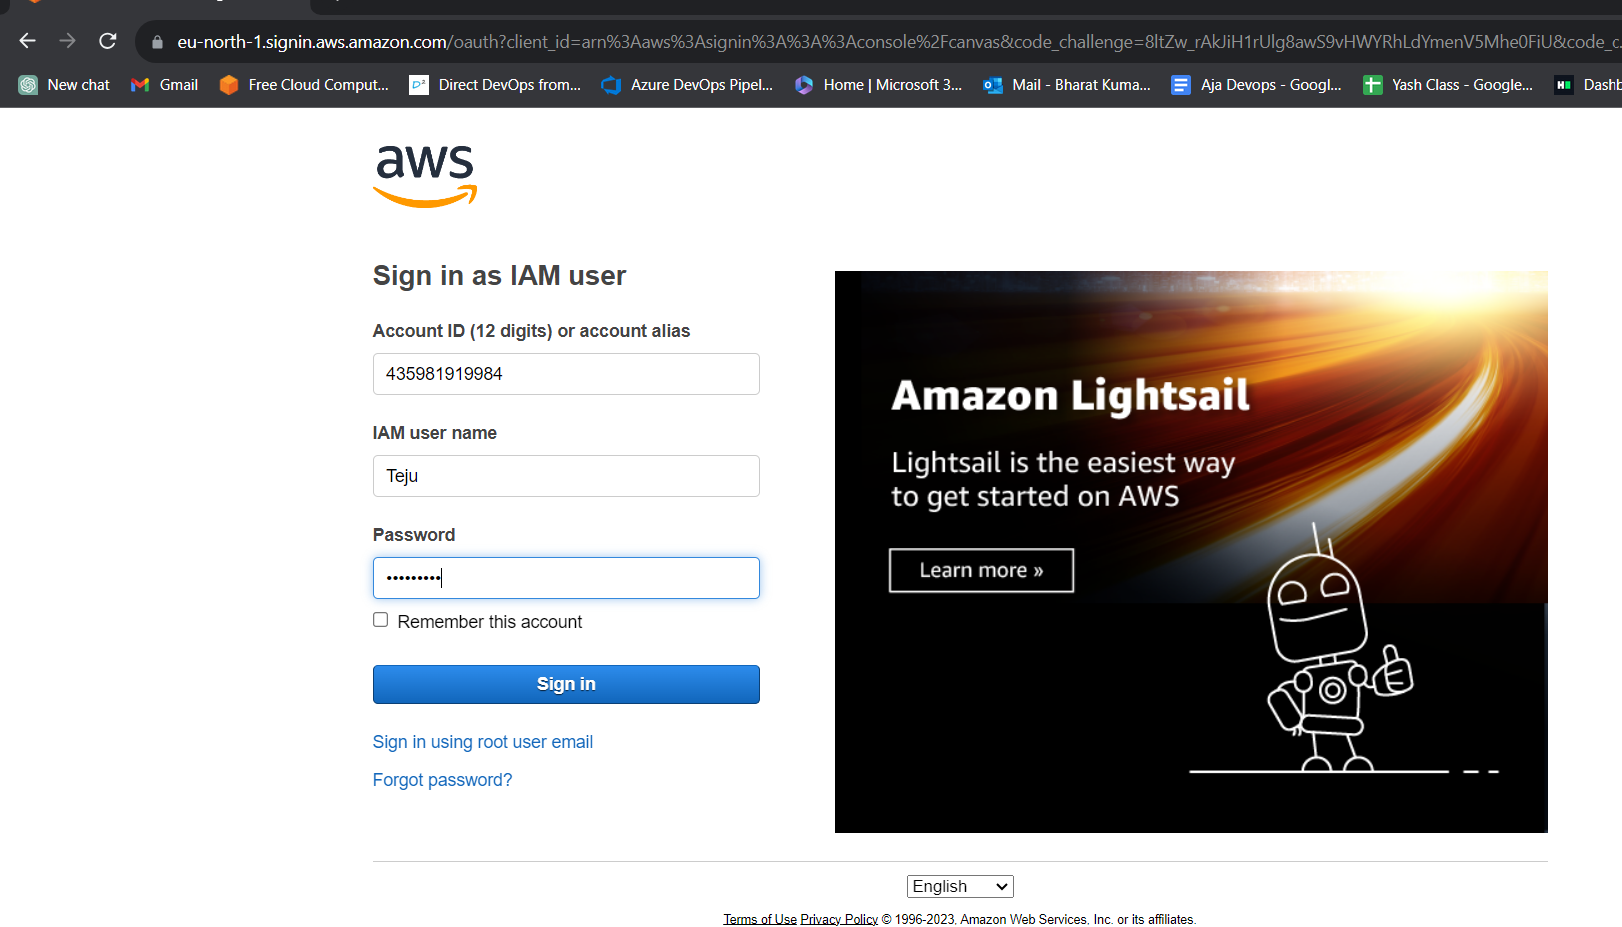 eu-north-1.signin.aws.amazon.com/oauth?client_id=arn%3Aaws%3Asignin%3A%3A%3Aconsole%2Fcanvas&code_challenge=8ltZw_rAkJiH1rUlg8awS9vHWYRhLdYmenV5Mhe0FiU&code_c
New chat
Gmail
Free Cloud Comput...
Direct DevOps from...
Azure DevOps Pipel...
Home | Microsoft 3...
Mail - Bharat Kuma...
Aja Devops - Googl...
Yash Class - Google...
Dashb
aws
Sign in as IAM user
Account ID (12 digits) or account alias
435981919984
IAM user name
Teju
Password
•••••••••
Remember this account
Sign in
Sign in using root user email
Forgot password?
Amazon Lightsail
Lightsail is the easiest way
to get started on AWS
Learn more »
English
Terms of Use Privacy Policy © 1996-2023, Amazon Web Services, Inc. or its affiliates.